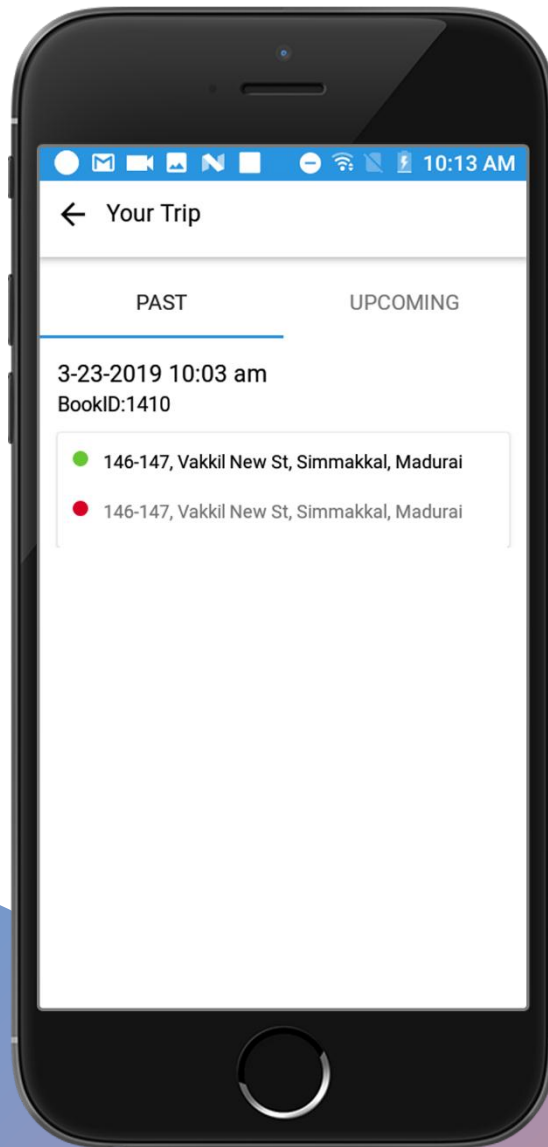 10:13 AM
Your Trip
PAST UPCOMING
3-23-2019 10:03 am
BookID:1410
146-147, Vakkil New St, Simmakkal, Madurai
146-147, Vakkil New St, Simmakkal, Madurai